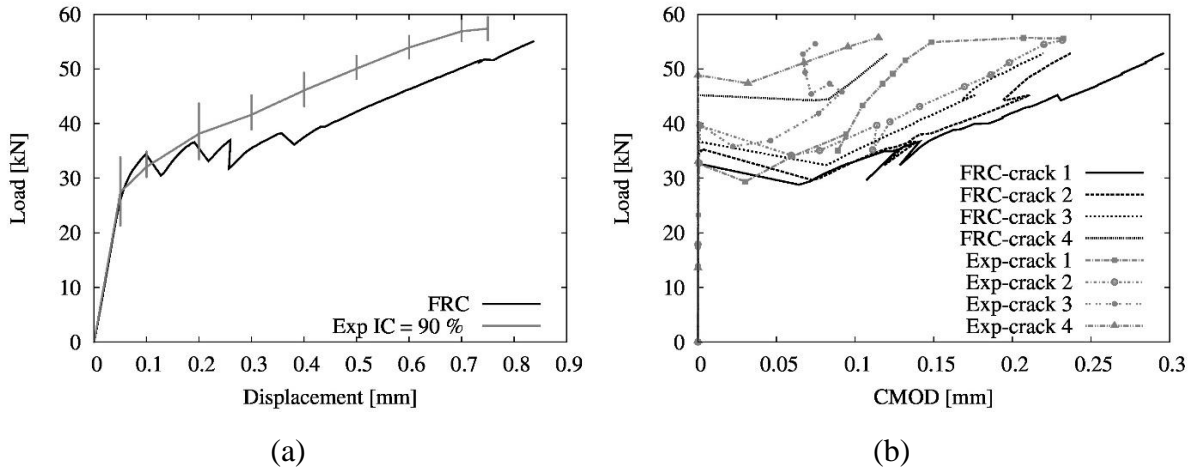 60
50
40
30
20
10
0
Load [kN]
0 0.1 0.2 0.3 0.4 0.5 0.6 0.7 0.8 0.9
Displacement [mm]
FRC
Exp IC = 90 %
(a)
60
50
40
30
20
10
0
Load [kN]
0 0.05 0.1 0.15 0.2 0.25 0.3
CMOD [mm]
FRC-crack 1
FRC-crack 2
FRC-crack 3
FRC-crack 4
Exp-crack 1
Exp-crack 2
Exp-crack 3
Exp-crack 4
(b)